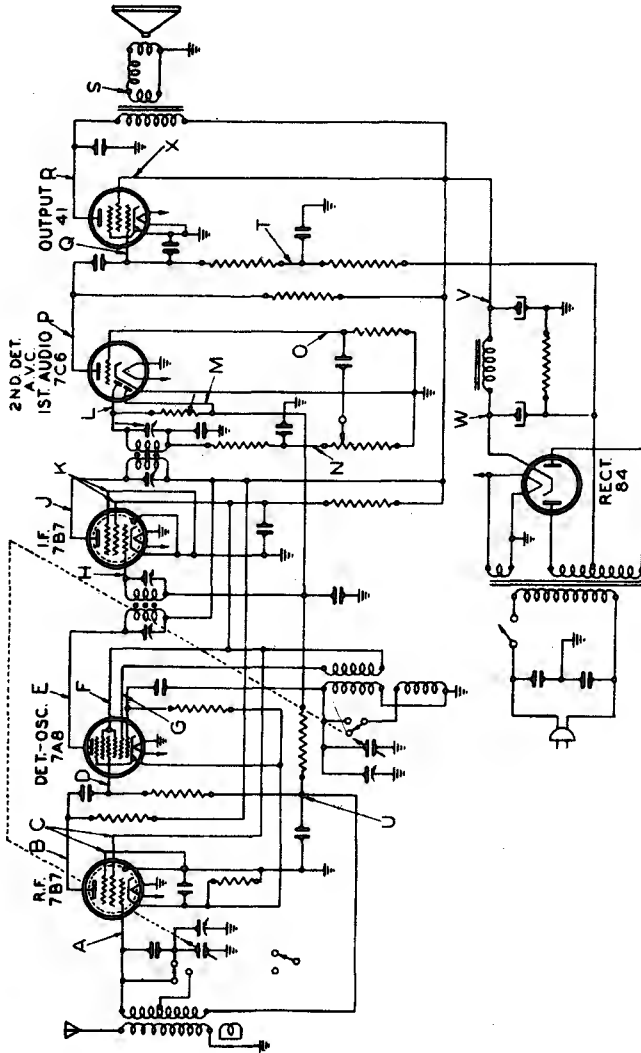 R.F.
7B7
DET.-OSC.
7A8
I.F.
7B7
2ND. DET.
A.V.C.
1ST. AUDIO
7C6
OUTPUT
41
A
B
C
D
E
F
G
H
J
K
L
M
N
O
P
Q
R
S
T
X
U
V
W
RECT.
84